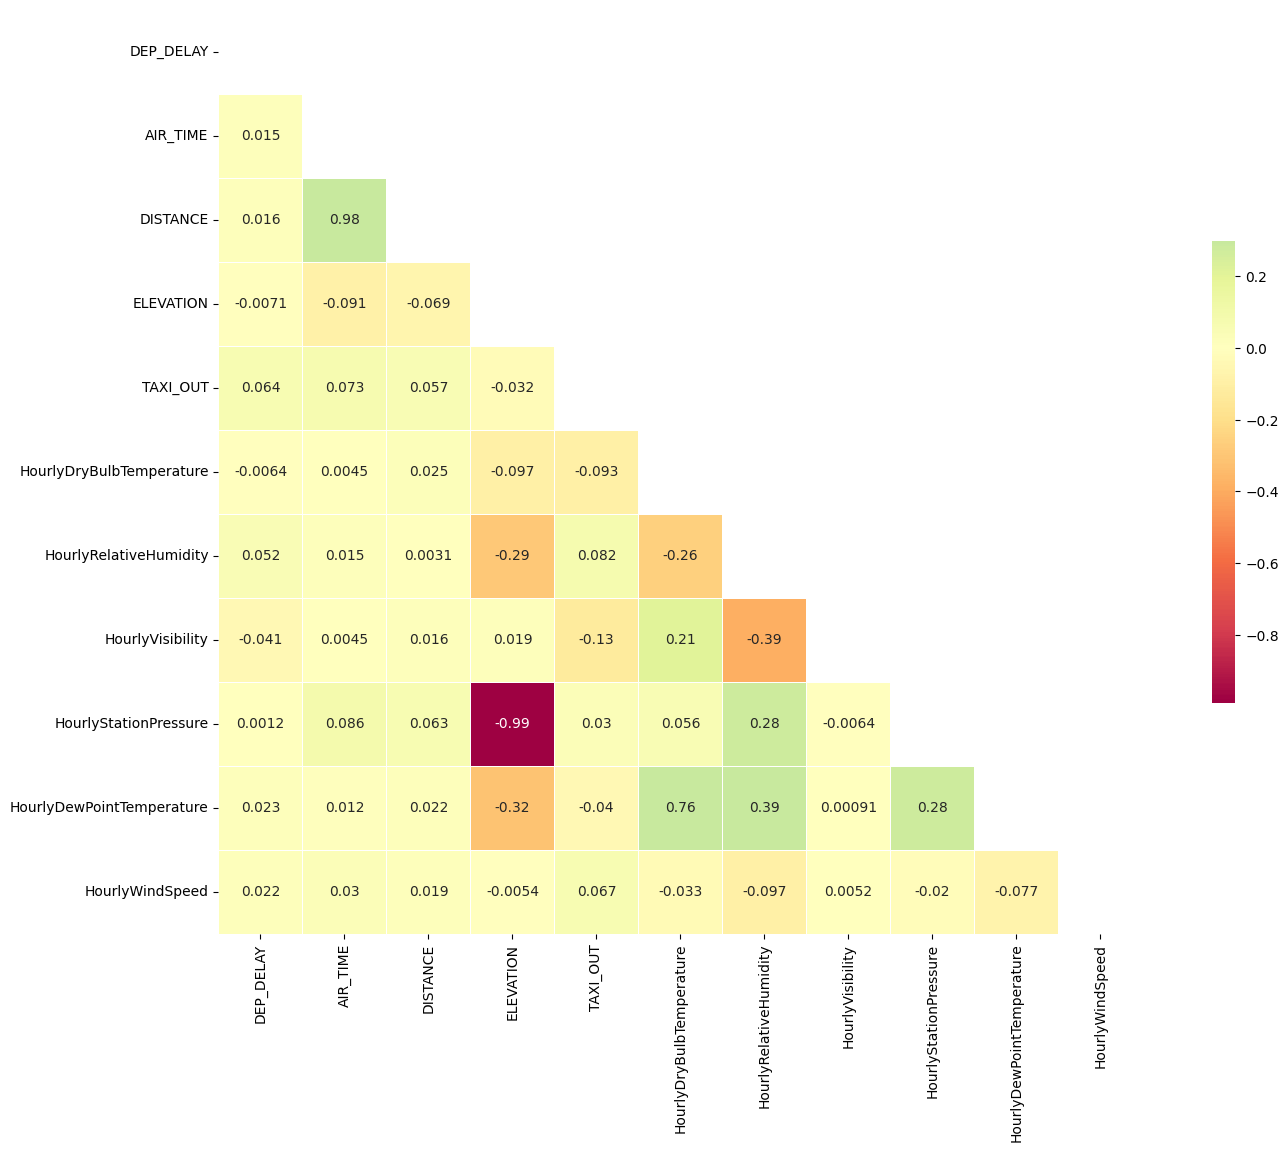 DEP_DELAY
AIR_TIME 0.015
DISTANCE 0.016 0.98
ELEVATION -0.0071 -0.091 -0.069
TAXI_OUT 0.064 0.073 0.057 -0.032
HourlyDryBulbTemperature -0.0064 0.0045 0.025 -0.097 -0.093
HourlyRelativeHumidity 0.052 0.015 0.0031 -0.29 0.082 -0.26
HourlyVisibility -0.041 0.0045 0.016 0.019 -0.13 0.21 -0.39
HourlyStationPressure 0.0012 0.086 0.063 -0.99 0.03 0.056 0.28 -0.0064
HourlyDewPointTemperature 0.023 0.012 0.022 -0.32 -0.04 0.76 0.39 0.00091 0.28
HourlyWindSpeed 0.022 0.03 0.019 -0.0054 0.067 -0.033 -0.097 0.0052 -0.02 -0.077
DEP_DELAY
AIR_TIME
DISTANCE
ELEVATION
TAXI_OUT
HourlyDryBulbTemperature
HourlyRelativeHumidity
HourlyVisibility
HourlyStationPressure
HourlyDewPointTemperature
HourlyWindSpeed
0.2
0.0
−0.2
−0.4
−0.6
−0.8